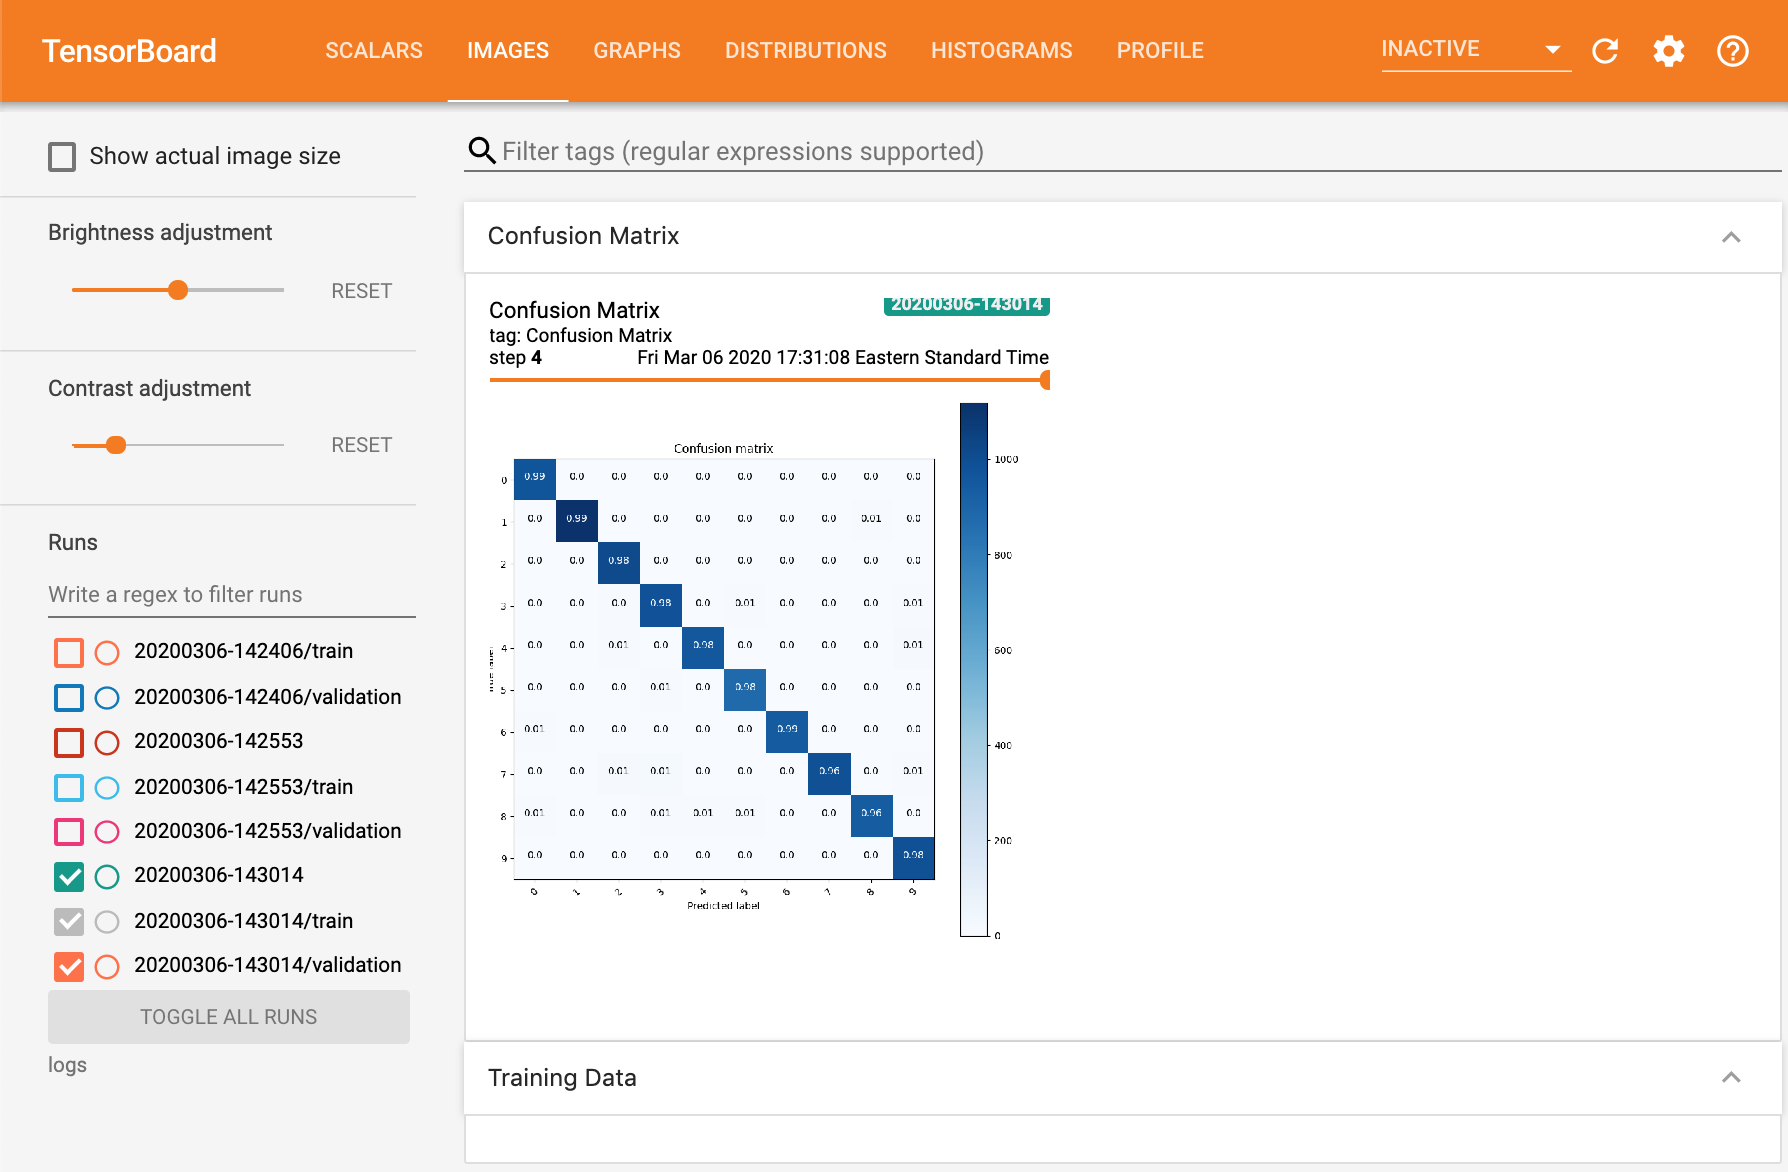 TensorBoard SCALARS IMAGES GRAPHS DISTRIBUTIONS HISTOGRAMS PROFILE INACTIVE
Show actual image size
Brightness adjustment
RESET
Contrast adjustment
RESET
Runs
Write a regex to filter runs
20200306-142406/train
20200306-142406/validation
20200306-142553
20200306-142553/train
20200306-142553/validation
20200306-143014
20200306-143014/train
20200306-143014/validation
TOGGLE ALL RUNS
logs
Filter tags (regular expressions supported)
Confusion Matrix
Confusion Matrix 20200306-143014
tag: Confusion Matrix
step 4 Fri Mar 06 2020 17:31:08 Eastern Standard Time
Confusion matrix
0 0.99 0.0 0.0 0.0 0.0 0.0 0.0 0.0 0.0 0.0
1 0.0 0.99 0.0 0.0 0.0 0.0 0.0 0.0 0.01 0.0
2 0.0 0.0 0.98 0.0 0.0 0.0 0.0 0.0 0.0 0.0
3 0.0 0.0 0.0 0.98 0.0 0.01 0.0 0.0 0.0 0.01
4 0.0 0.0 0.01 0.0 0.98 0.0 0.0 0.0 0.0 0.01
5 0.0 0.0 0.0 0.01 0.0 0.98 0.0 0.0 0.0 0.0
6 0.01 0.0 0.0 0.0 0.0 0.0 0.99 0.0 0.0 0.0
7 0.0 0.0 0.01 0.01 0.0 0.0 0.0 0.96 0.0 0.01
8 0.01 0.0 0.0 0.01 0.01 0.01 0.0 0.0 0.96 0.0
9 0.0 0.0 0.0 0.0 0.0 0.0 0.0 0.0 0.0 0.98
0 1 2 3 4 5 6 7 8 9
Predicted label
1000
800
600
400
200
0
Training Data